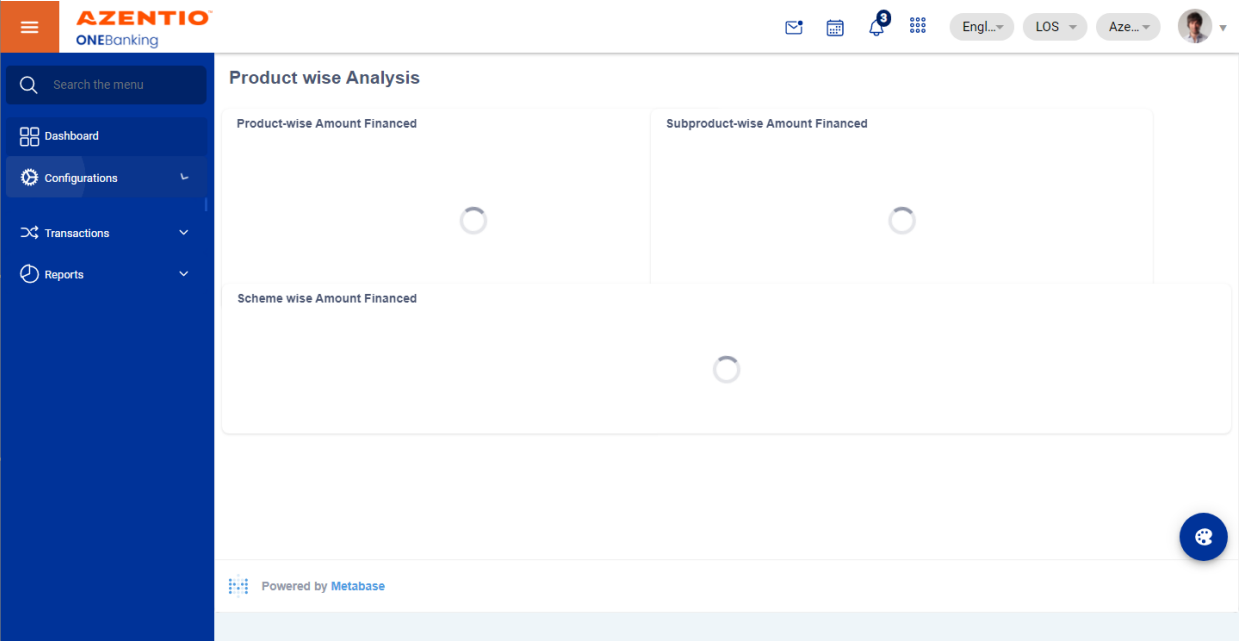 AZENTIO™
ONEBanking
3
Engl...
LOS
Aze...
Search the menu
Dashboard
Configurations
Transactions
Reports
Product wise Analysis
Product-wise Amount Financed
Subproduct-wise Amount Financed
Scheme wise Amount Financed
Powered by Metabase